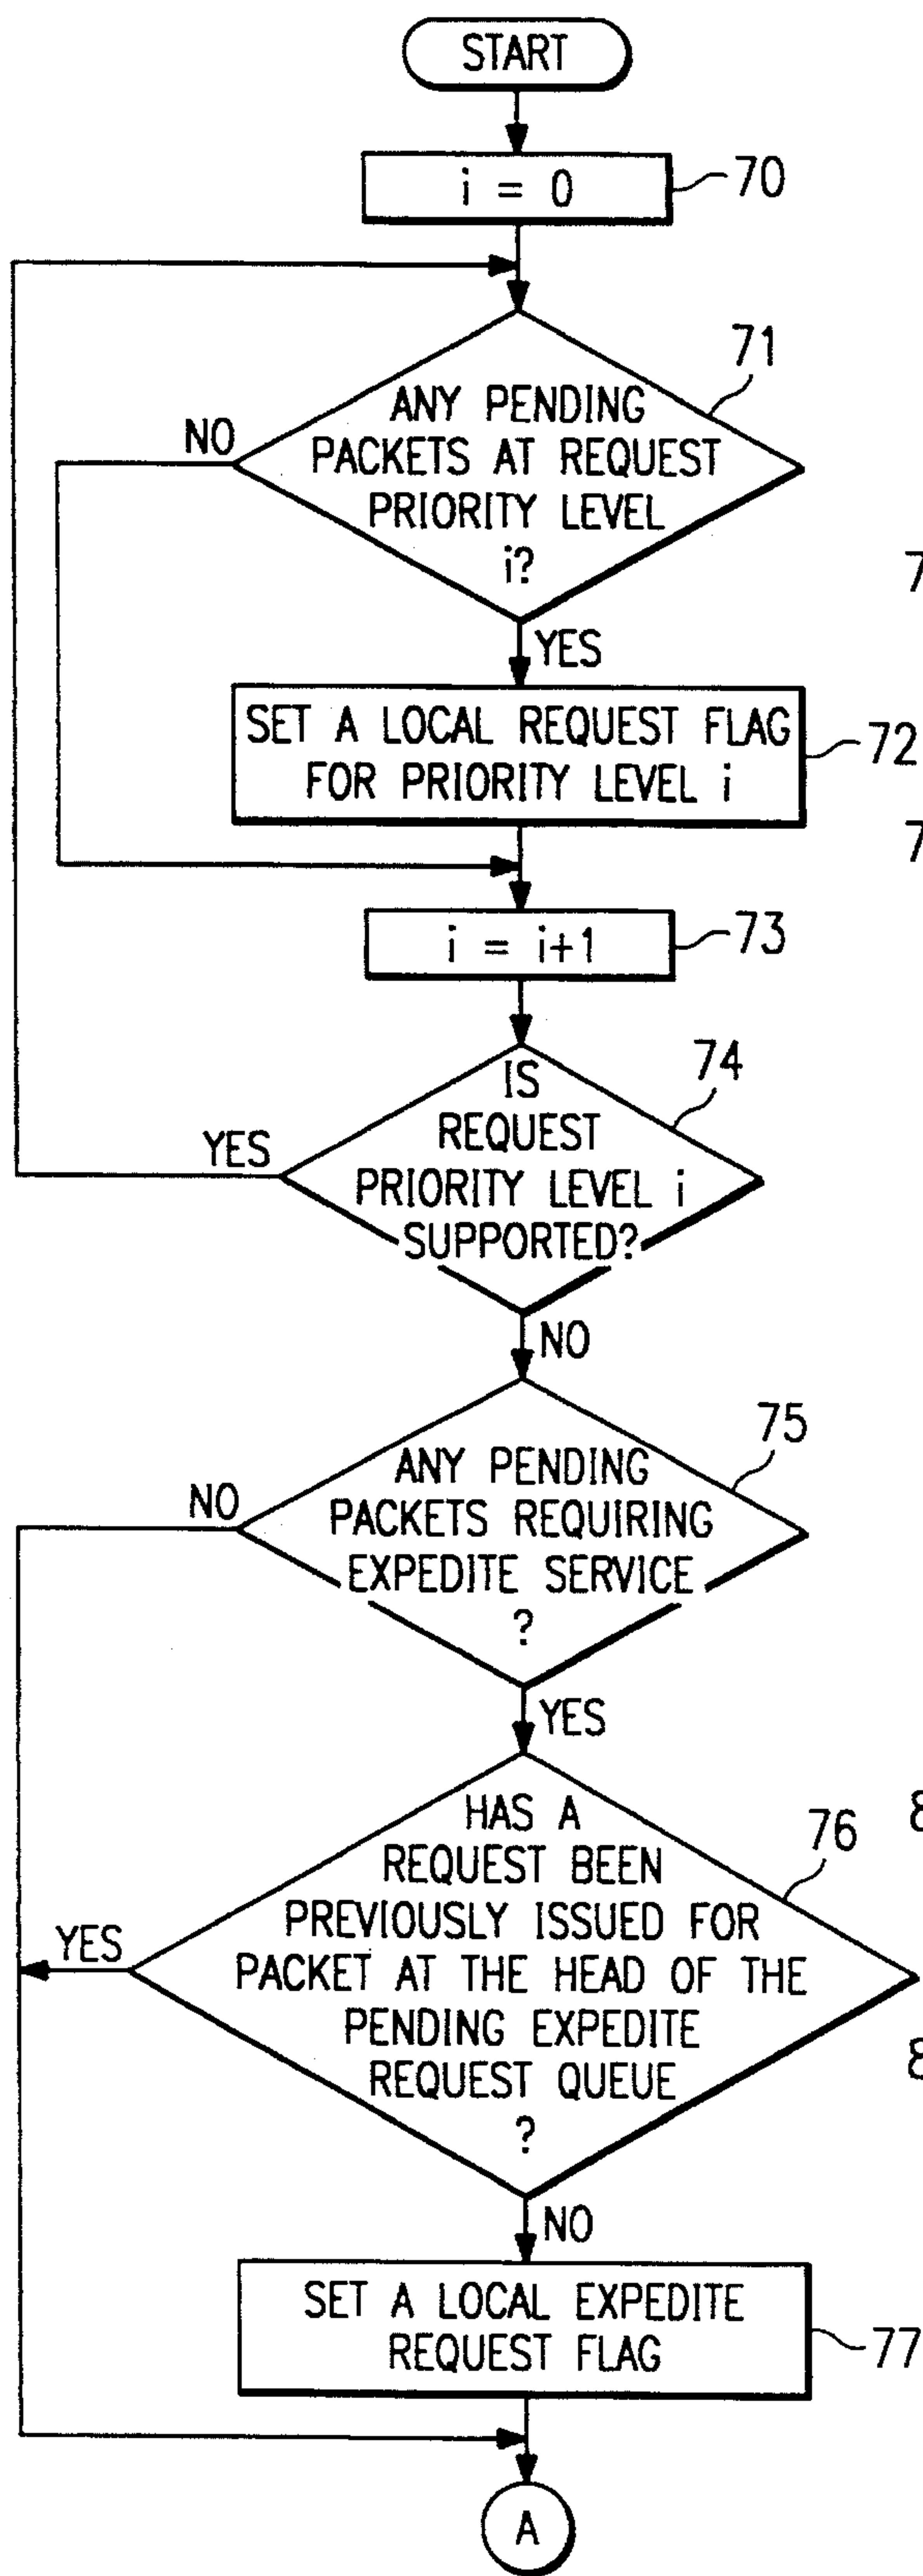 START
i = 0
70
71
ANY PENDING
PACKETS AT REQUEST
PRIORITY LEVEL
i?
NO
YES
SET A LOCAL REQUEST FLAG
FOR PRIORITY LEVEL i
72
i = i+1
73
74
IS
REQUEST
PRIORITY LEVEL i
SUPPORTED?
YES
NO
75
ANY PENDING
PACKETS REQUIRING
EXPEDITE SERVICE
?
NO
YES
76
HAS A
REQUEST BEEN
PREVIOUSLY ISSUED FOR
PACKET AT THE HEAD OF THE
PENDING EXPEDITE
REQUEST QUEUE
?
YES
NO
SET A LOCAL EXPEDITE
REQUEST FLAG
77
A